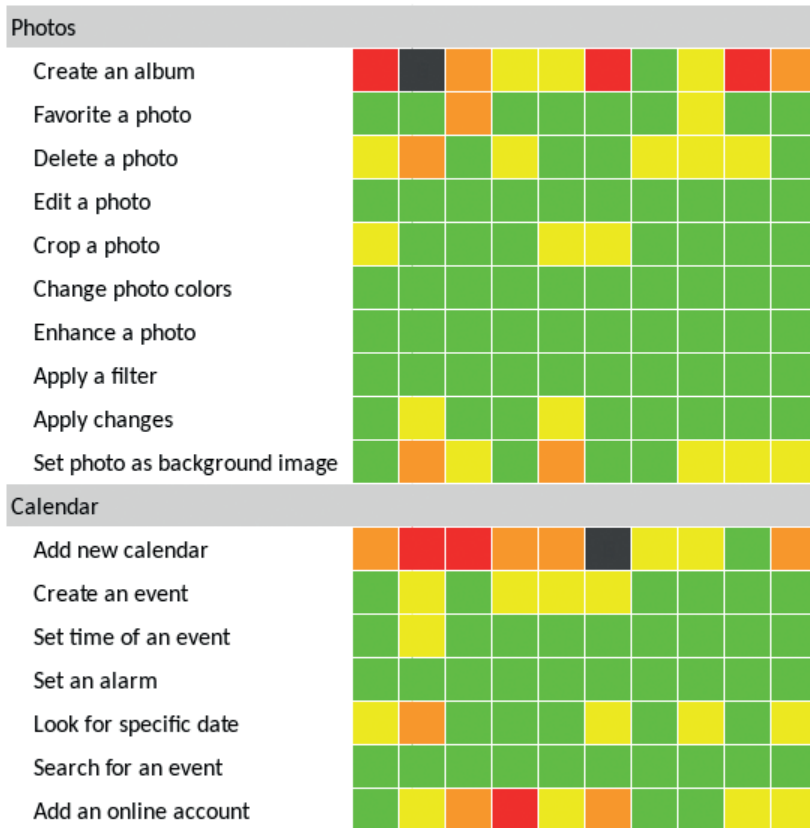 Photos
Create an album
Favorite a photo
Delete a photo
Edit a photo
Crop a photo
Change photo colors
Enhance a photo
Apply a filter
Apply changes
Set photo as background image
Calendar
Add new calendar
Create an event
Set time of an event
Set an alarm
Look for specific date
Search for an event
Add an online account